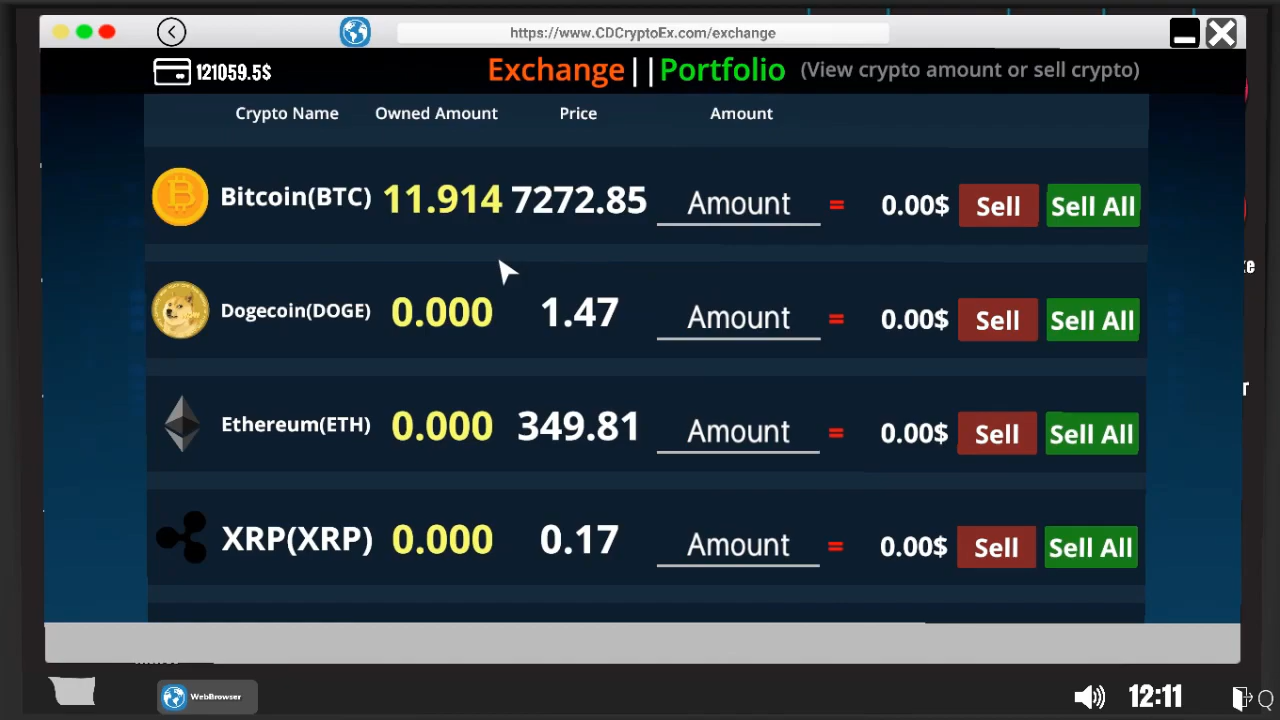 https://www.CDCryptoEx.com/exchange
121059.5$ Exchange||Portfolio (View crypto amount or sell crypto)
Crypto Name Owned Amount Price Amount
Bitcoin(BTC) 11.914 7272.85 Amount = 0.00$ Sell Sell All
Dogecoin(DOGE) 0.000 1.47 Amount = 0.00$ Sell Sell All
Ethereum(ETH) 0.000 349.81 Amount = 0.00$ Sell Sell All
XRP(XRP) 0.000 0.17 Amount = 0.00$ Sell Sell All
WebBrowser 12:11 Q